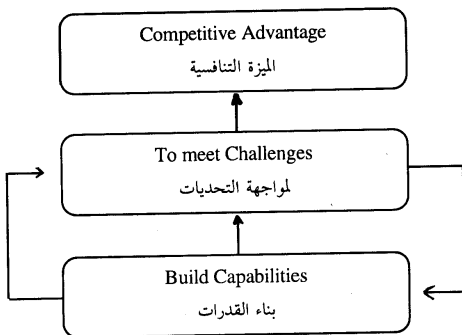 Competitive Advantage
الميزة التنافسية
To meet Challenges
لمواجهة التحديات
Build Capabilities
بناء القدرات